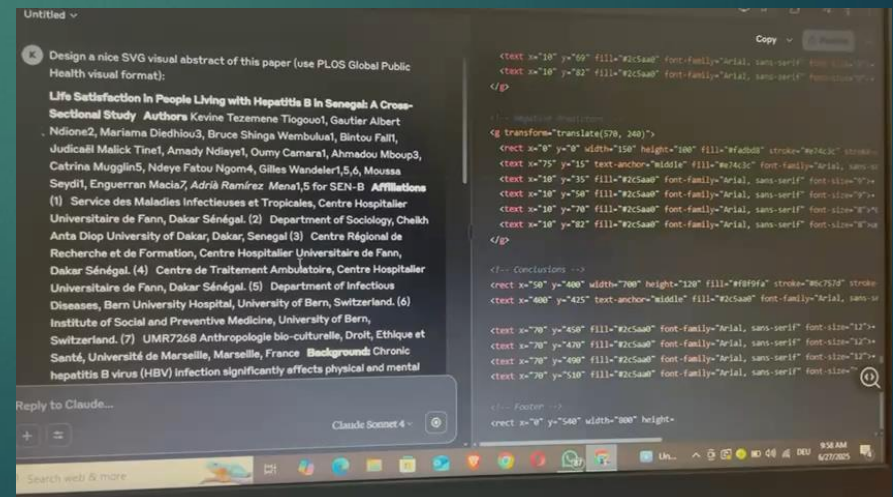 Untitled
K
Design a nice SVG visual abstract of this paper (use PLOS Global Public
Health visual format):
Life Satisfaction in People Living with Hepatitis B in Senegal: A Cross-
Sectional Study Authors Kevine Tezemene Tiogouo1, Gautier Albert
Ndione2, Mariama Diedhiou3, Bruce Shinga Wembulua1, Bintou Fall1,
Judicaël Malick Tine1, Amady Ndiaye1, Oumy Camara1, Ahmadou Mboup3,
Catrina Mugglin5, Ndeye Fatou Ngom4, Gilles Wandeler1,5,6, Moussa
Seydi1, Enguerran Macia7, Adrià Ramírez Mena1,5 for SEN-B Affiliations
(1) Service des Maladies Infectieuses et Tropicales, Centre Hospitalier
Universitaire de Fann, Dakar Sénégal. (2) Department of Sociology, Cheikh
Anta Diop University of Dakar, Dakar, Senegal (3) Centre Régional de
Recherche et de Formation, Centre Hospitalier Universitaire de Fann,
Dakar Sénégal. (4) Centre de Traitement Ambulatoire, Centre Hospitalier
Universitaire de Fann, Dakar Sénégal. (5) Department of Infectious
Diseases, Bern University Hospital, University of Bern, Switzerland. (6)
Institute of Social and Preventive Medicine, University of Bern,
Switzerland. (7) UMR7268 Anthropologie bio-culturelle, Droit, Ethique et
Santé, Université de Marseille, Marseille, France Background: Chronic
hepatitis B virus (HBV) infection significantly affects physical and mental
Reply to Claude...
Claude Sonnet 4
Copy
<text x="10" y="69" fill="#2c5aa0" font-family="Arial, sans-serif"
<text x="10" y="82" fill="#2c5aa0" font-family="Arial, sans-serif"
</g>
<g transform="translate(570, 240)">
<rect x="0" y="0" width="150" height="100" fill="#fadbd8" stroke="#e74c3c"
<text x="75" y="15" text-anchor="middle" fill="#e74c3c" font-family="Arial,
<text x="10" y="35" fill="#2c5aa0" font-family="Arial, sans-serif"
<text x="10" y="50" fill="#2c5aa0" font-family="Arial, sans-serif"
<text x="10" y="70" fill="#2c5aa0" font-family="Arial, sans-serif"
<text x="10" y="82" fill="#2c5aa0" font-family="Arial, sans-serif"
</g>
<!-- Conclusions -->
<rect x="50" y="400" width="700" height="120" fill="#f8f9fa" stroke="#6c757d" stroke-
<text x="400" y="425" text-anchor="middle" fill="#2c5aa0" font-family="Arial,
<text x="70" y="450" fill="#2c5aa0" font-family="Arial, sans-serif" font-size="12">•
<text x="70" y="470" fill="#2c5aa0" font-family="Arial, sans-serif" font-size="12">•
<text x="70" y="490" fill="#2c5aa0" font-family="Arial, sans-serif" font-size="12">•
<text x="70" y="510" fill="#2c5aa0" font-family="Arial, sans-serif" font-size=
<!-- Footer -->
<rect x="0" y="540" width="800" height=
Search web & more
Un...
DEU
9:58 AM
6/27/2025